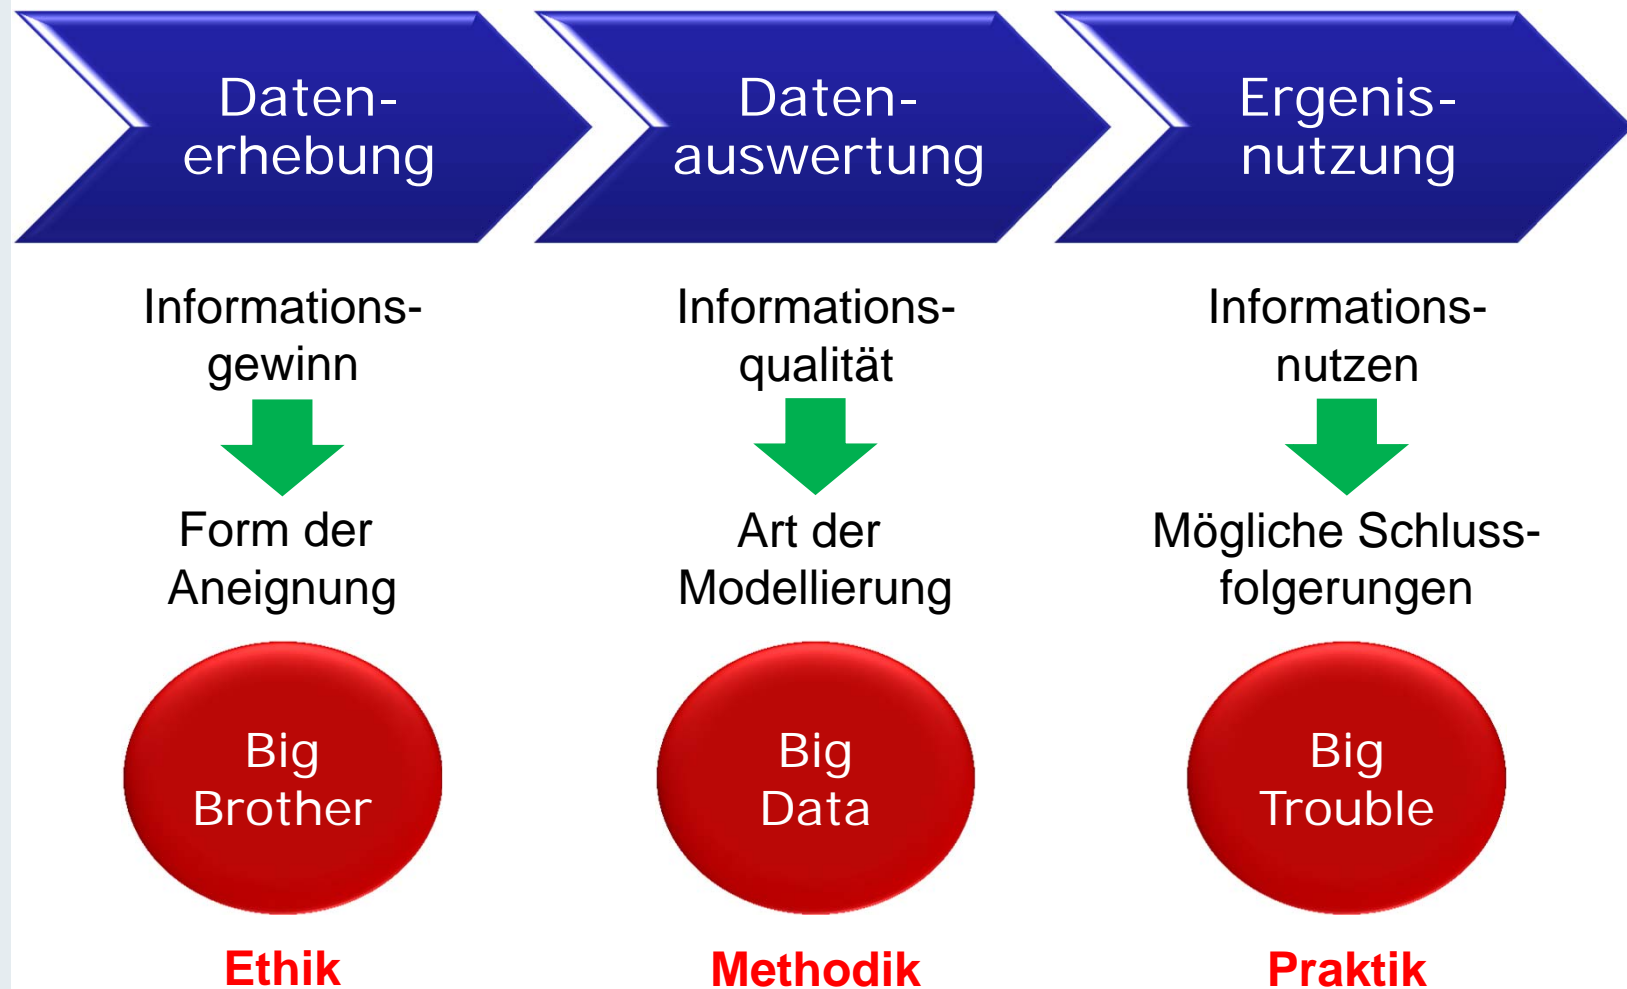 Daten-
erhebung
Daten-
auswertung
Ergenis-
nutzung
Informations-
gewinn
Informations-
qualität
Informations-
nutzen
Form der
Aneignung
Art der
Modellierung
Mögliche Schluss-
folgerungen
Big
Brother
Big
Data
Big
Trouble
Ethik
Methodik
Praktik